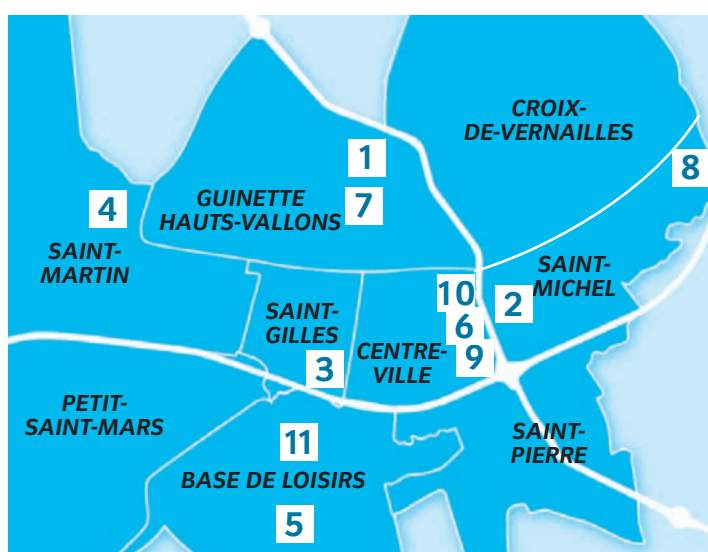 CROIX-
DE-VERNAILLES
1
8
GUINETTE
HAUTS-VALLONS
7
4
SAINT-
MARTIN
SAINT-
MICHEL
10
2
SAINT-
GILLES
6
CENTRE-
VILLE
9
3
PETIT-
SAINT-MARS
SAINT-
PIERRE
11
BASE DE LOISIRS
5